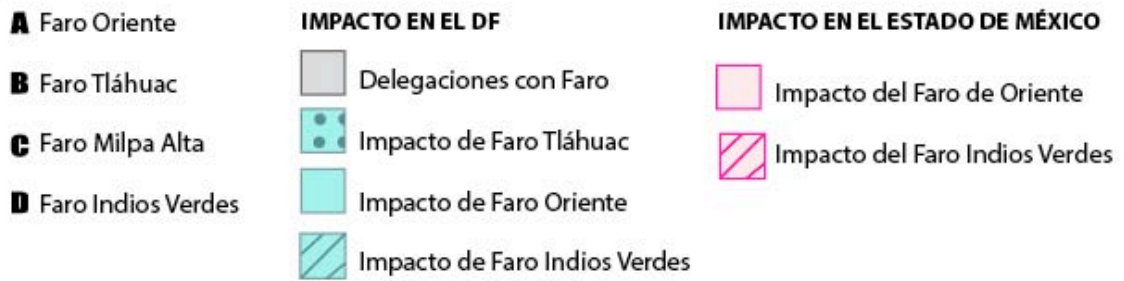 A Faro Oriente
B Faro Tláhuac
C Faro Milpa Alta
D Faro Indios Verdes
IMPACTO EN EL DF
Delegaciones con Faro
Impacto de Faro Tláhuac
Impacto de Faro Oriente
Impacto de Faro Indios Verdes
IMPACTO EN EL ESTADO DE MÉXICO
Impacto del Faro de Oriente
Impacto del Faro Indios Verdes